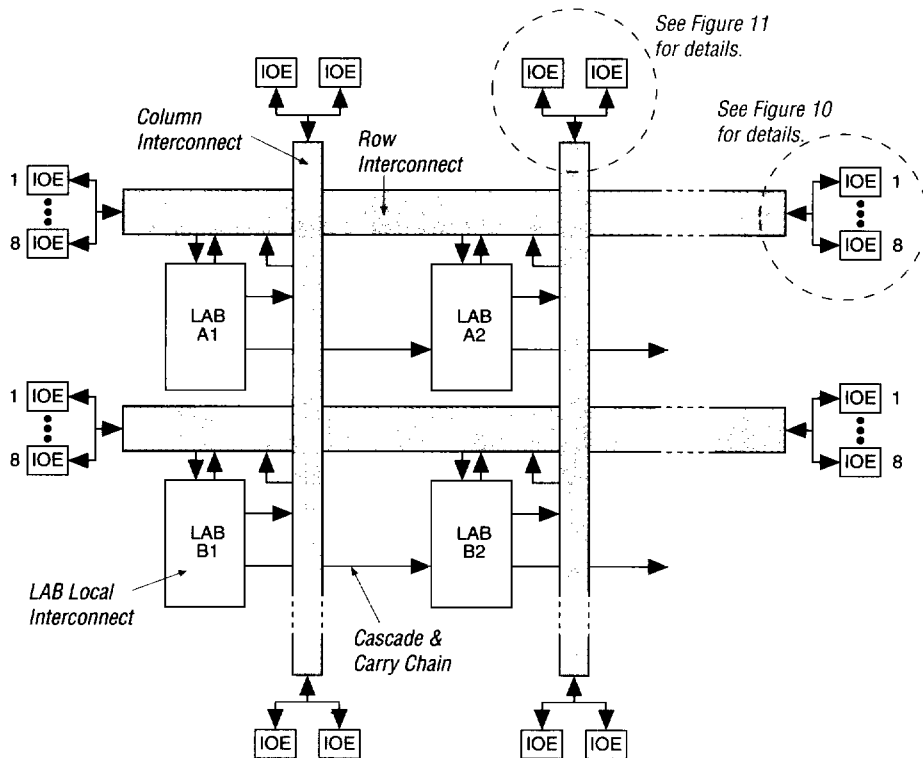 See Figure 11
for details.
IOE IOE
IOE IOE
Column
Interconnect
Row
Interconnect
See Figure 10
for details.
1 IOE
8 IOE
IOE 1
IOE 8
LAB
A1
LAB
A2
1 IOE
8 IOE
IOE 1
IOE 8
LAB
B1
LAB
B2
LAB Local
Interconnect
Cascade &
Carry Chain
IOE IOE
IOE IOE